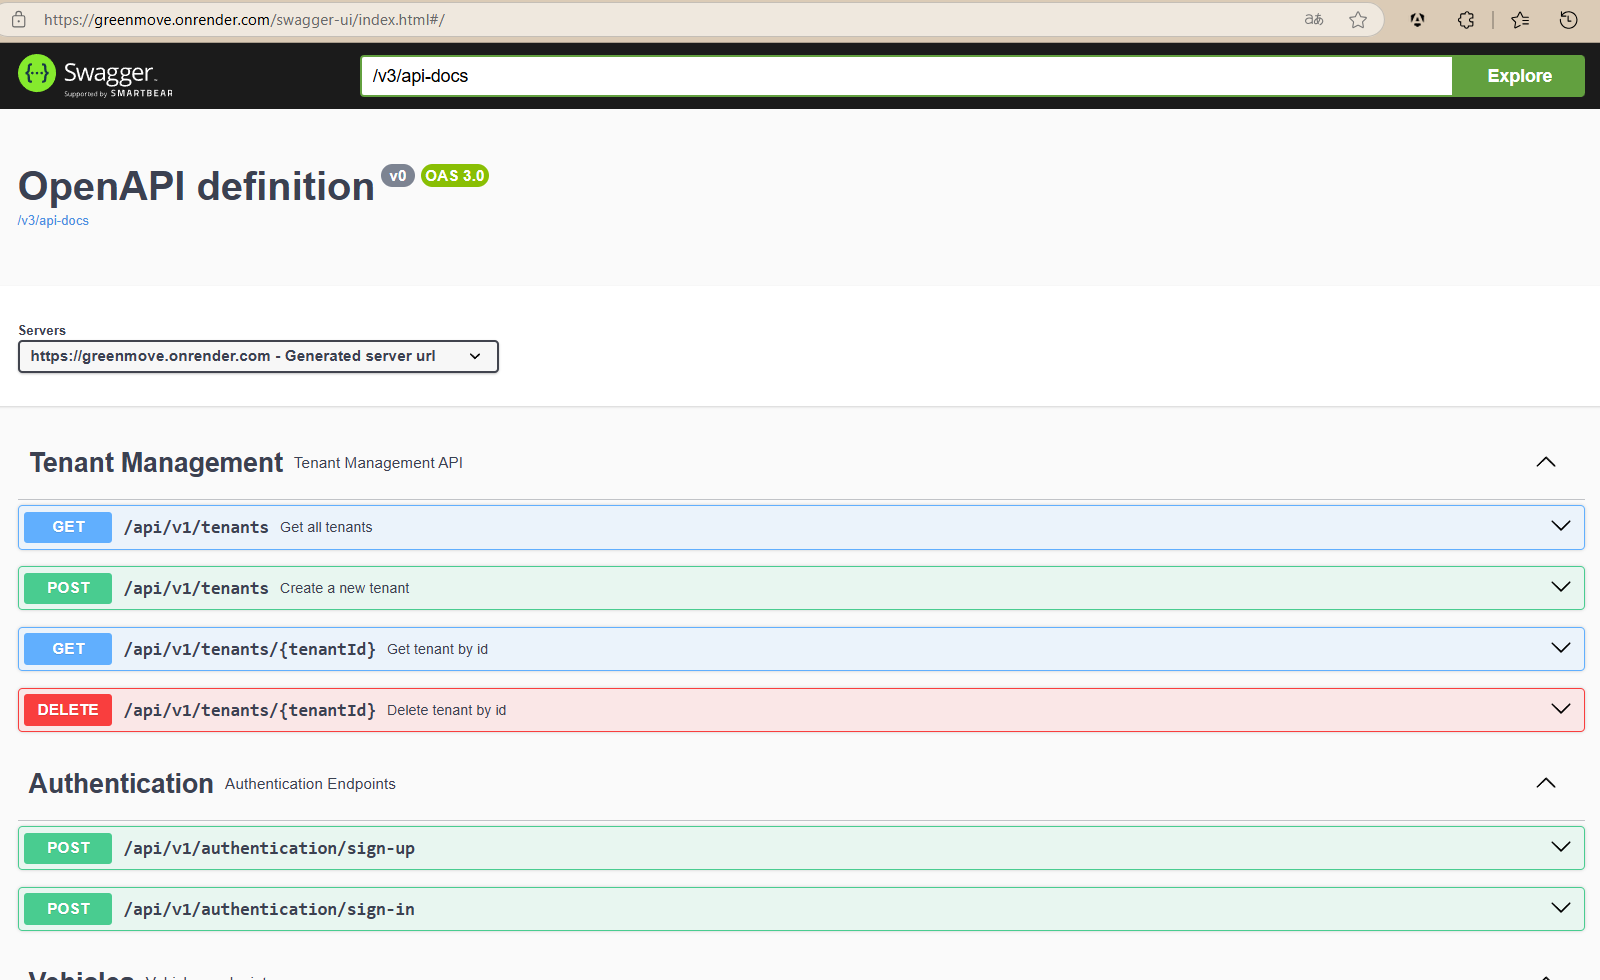 https://greenmove.onrender.com/swagger-ui/index.html#/
aあ
Swagger
Supported by SMARTBEAR
/v3/api-docs
Explore
OpenAPI definition v0 OAS 3.0
/v3/api-docs
Servers
https://greenmove.onrender.com - Generated server url
Tenant Management Tenant Management API
GET /api/v1/tenants Get all tenants
POST /api/v1/tenants Create a new tenant
GET /api/v1/tenants/{tenantId} Get tenant by id
DELETE /api/v1/tenants/{tenantId} Delete tenant by id
Authentication Authentication Endpoints
POST /api/v1/authentication/sign-up
POST /api/v1/authentication/sign-in
Vehicles